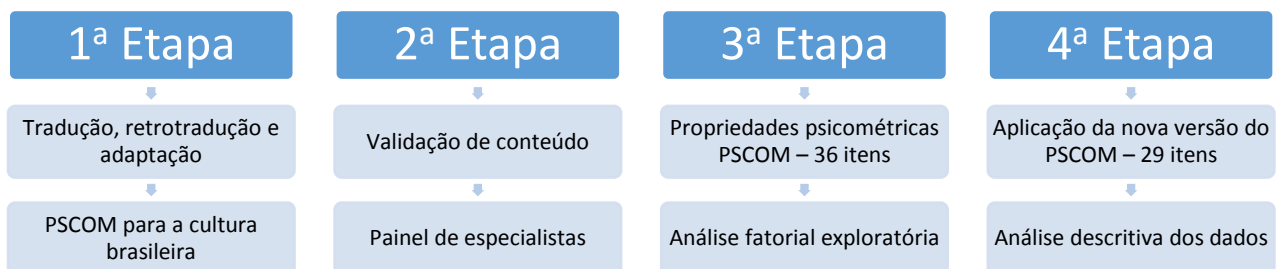 1ª Etapa
Tradução, retrotradução e
adaptação
PSCOM para a cultura
brasileira
2ª Etapa
Validação de conteúdo
Painel de especialistas
3ª Etapa
Propriedades psicométricas
PSCOM – 36 itens
Análise fatorial exploratória
4ª Etapa
Aplicação da nova versão do
PSCOM – 29 itens
Análise descritiva dos dados